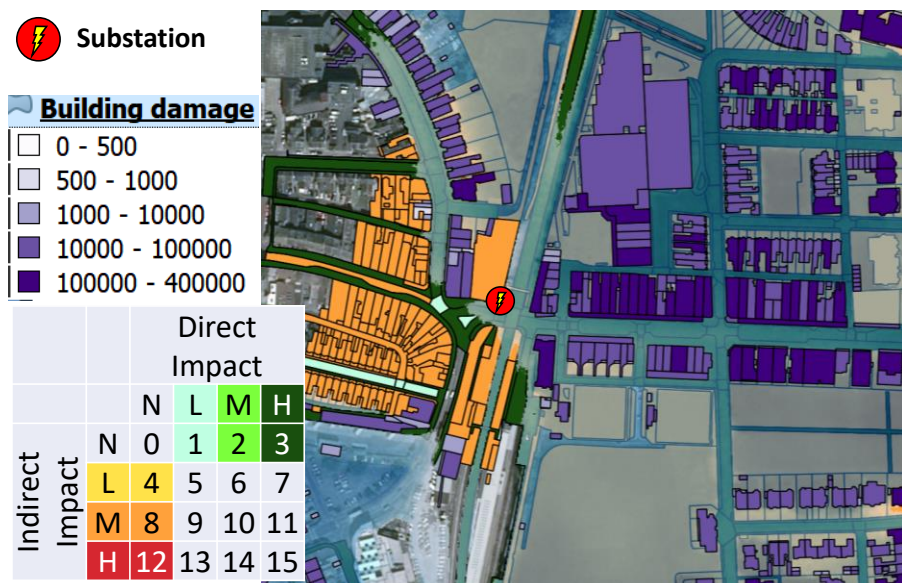 Substation
Building damage
0 - 500
500 - 1000
1000 - 10000
10000 - 100000
100000 - 400000
Direct
Impact
N L M H
N 0 1 2 3
L 4 5 6 7
M 8 9 10 11
H 12 13 14 15
Indirect
Impact